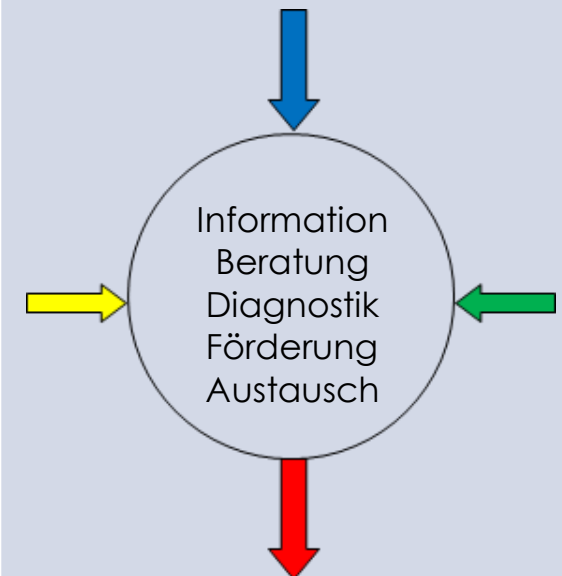 Information
Beratung
Diagnostik
Förderung
Austausch